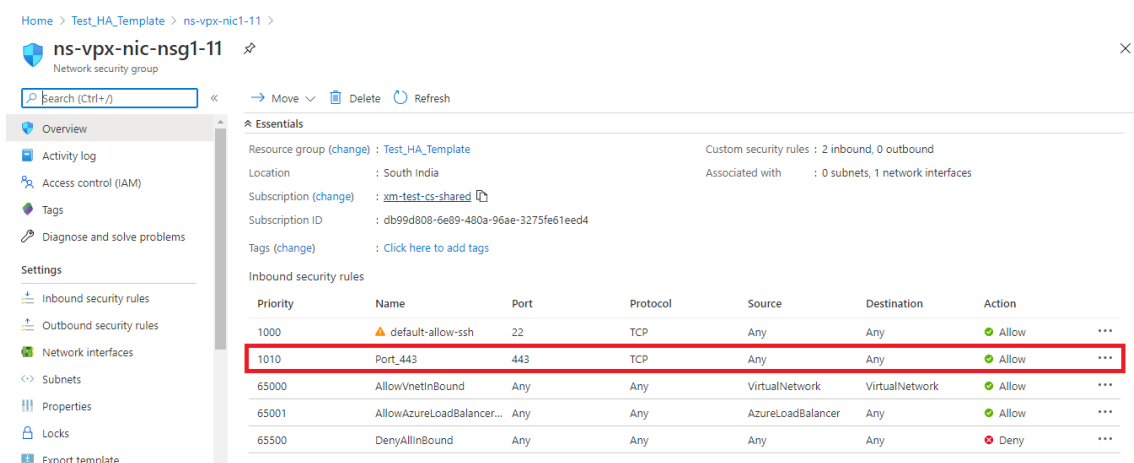 Home > Test_HA_Template > ns-vpx-nic1-11 >
ns-vpx-nic-nsg1-11
Network security group
Search (Ctrl+/)
«
Overview
Activity log
Access control (IAM)
Tags
Diagnose and solve problems
Settings
Inbound security rules
Outbound security rules
Network interfaces
Subnets
Properties
Locks
Export template
Move
Delete
Refresh
Essentials
Resource group (change) : Test_HA_Template
Location : South India
Subscription (change) : xm-test-cs-shared
Subscription ID : db99d808-6e89-480a-96ae-3275fe61eed4
Tags (change) : Click here to add tags
Custom security rules : 2 inbound, 0 outbound
Associated with : 0 subnets, 1 network interfaces
Inbound security rules
Priority Name Port Protocol Source Destination Action
1000 default-allow-ssh 22 TCP Any Any Allow ...
1010 Port_443 443 TCP Any Any Allow ...
65000 AllowVnetInBound Any Any VirtualNetwork VirtualNetwork Allow ...
65001 AllowAzureLoadBalancer... Any Any AzureLoadBalancer Any Allow ...
65500 DenyAllInBound Any Any Any Any Deny ...